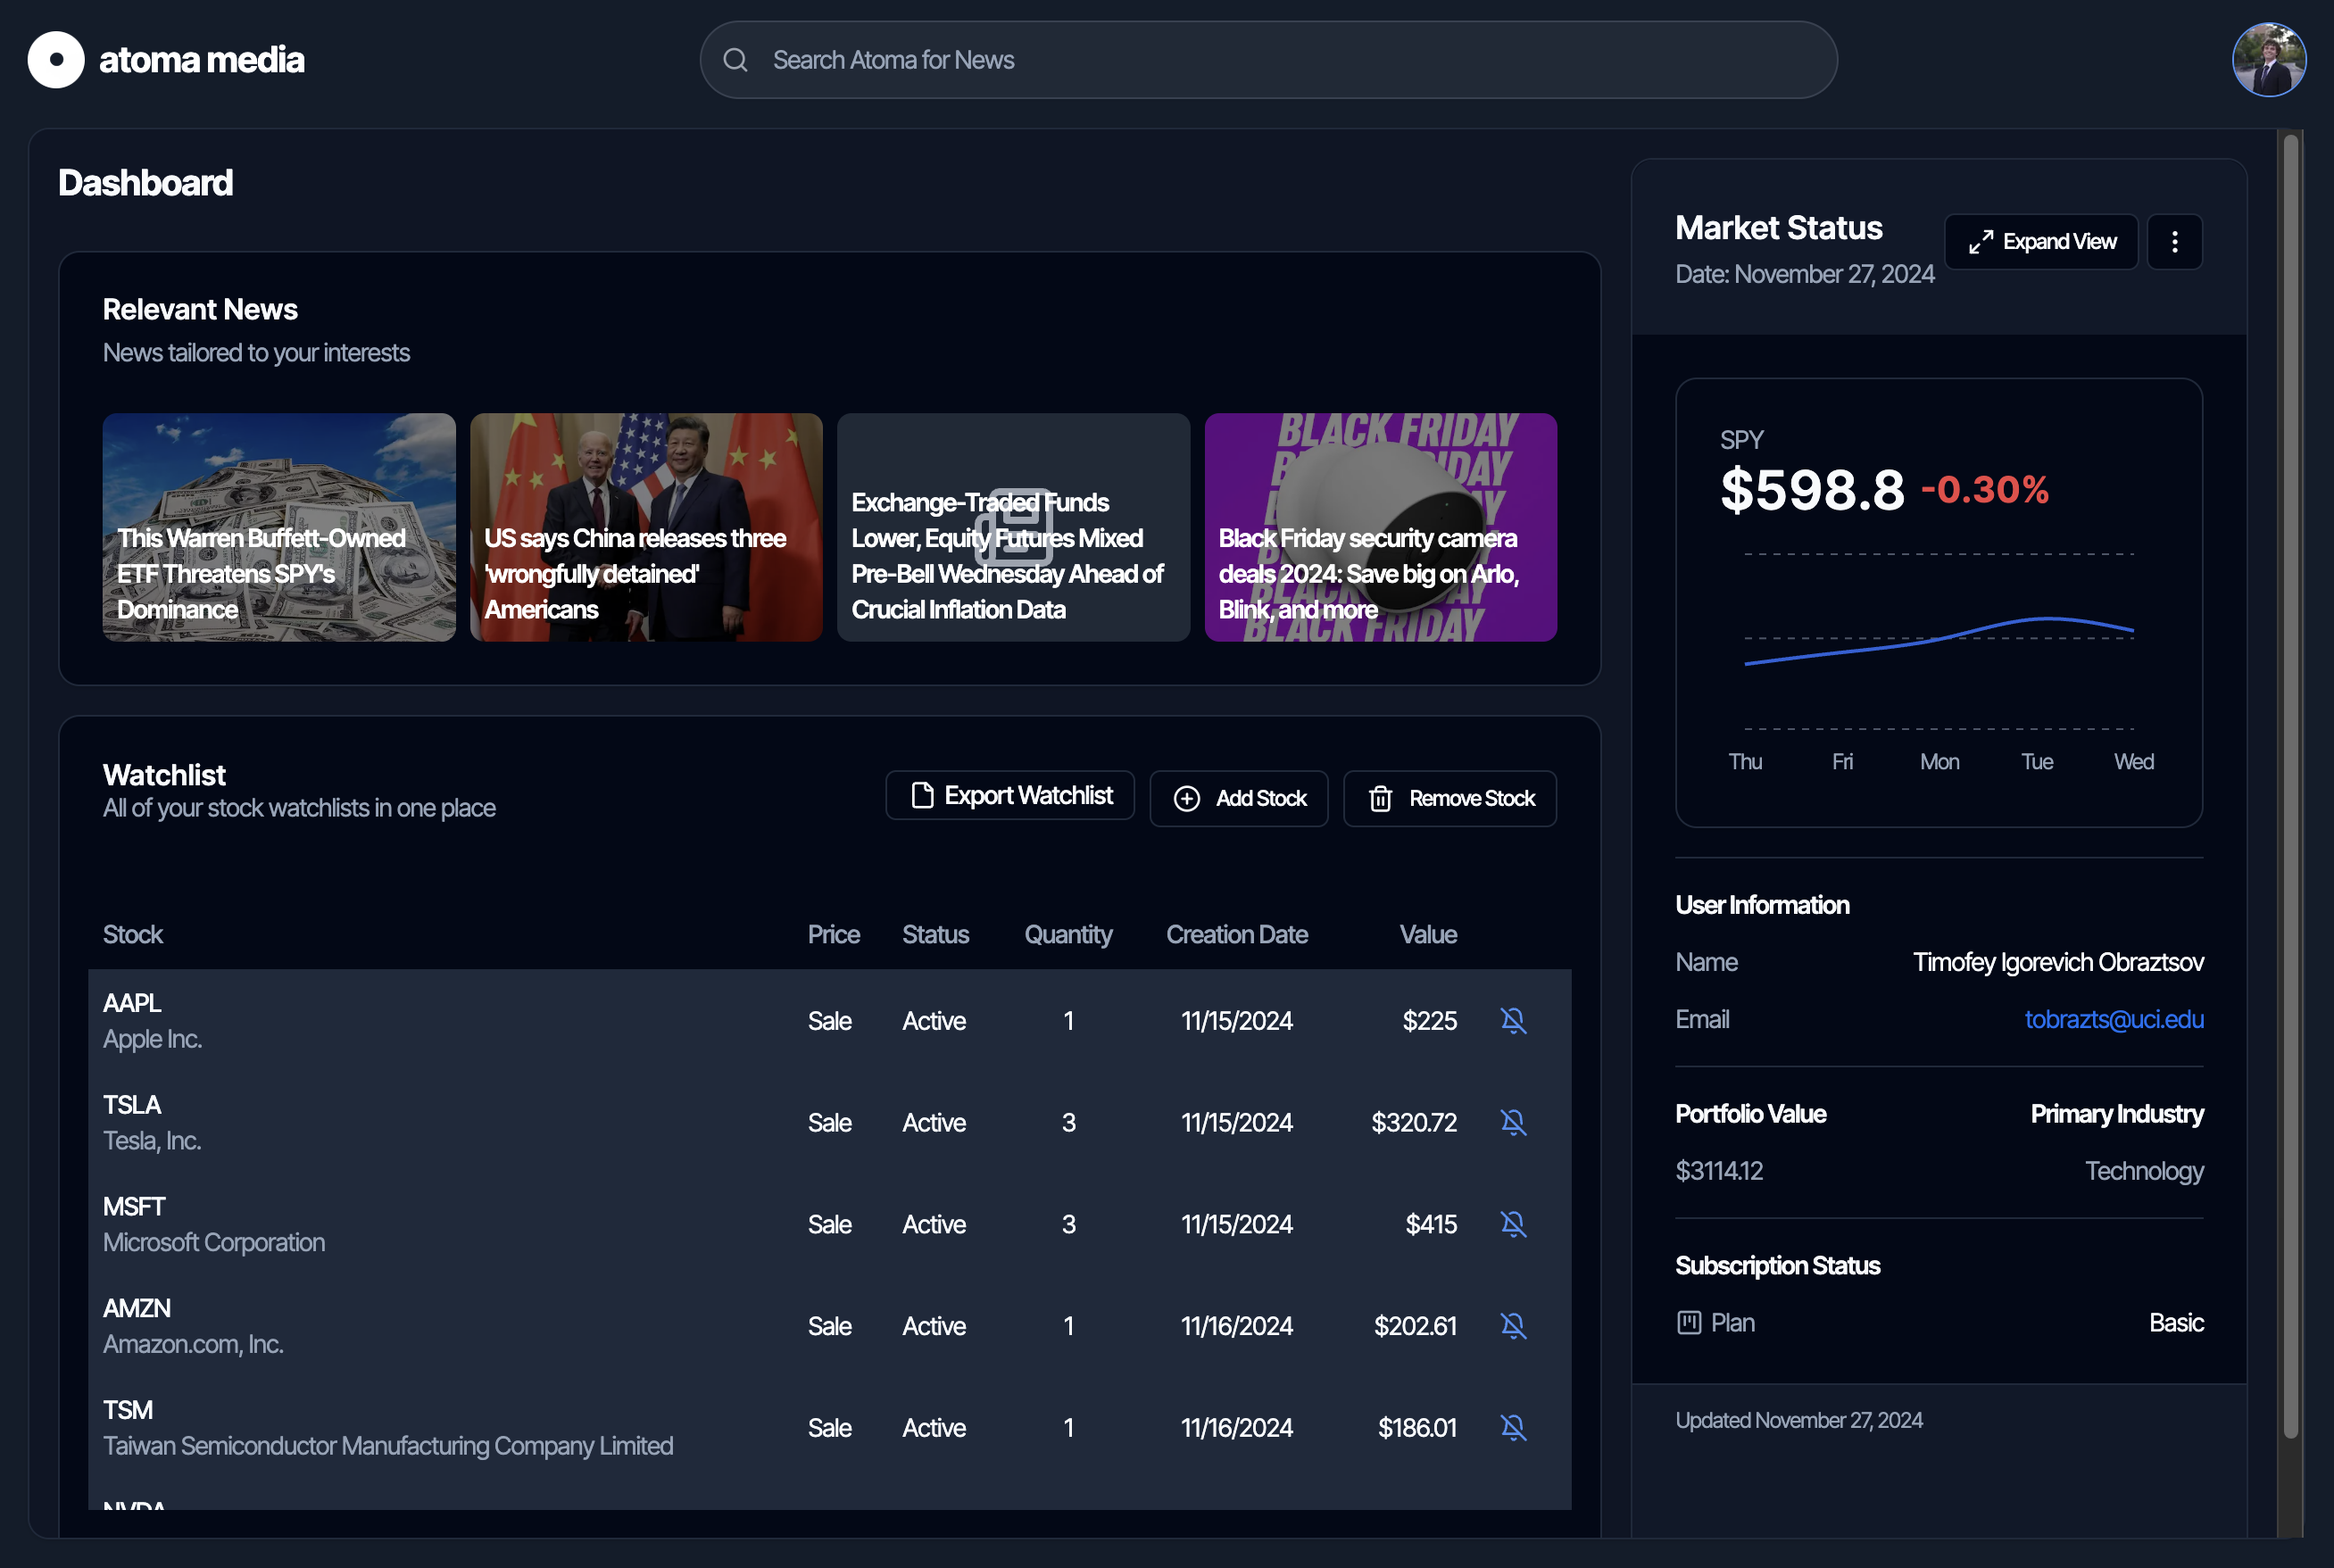 atoma media
Search Atoma for News
Dashboard
Relevant News
News tailored to your interests
This Warren Buffett-Owned
ETF Threatens SPY's
Dominance
US says China releases three
'wrongfully detained'
Americans
Exchange-Traded Funds
Lower, Equity Futures Mixed
Pre-Bell Wednesday Ahead of
Crucial Inflation Data
BLACK FRIDAY
Black Friday security camera
deals 2024: Save big on Arlo,
Blink, and more
BLACK FRIDAY
Watchlist
All of your stock watchlists in one place
Export Watchlist
Add Stock
Remove Stock
Stock Price Status Quantity Creation Date Value
AAPL
Apple Inc.
Sale Active 1 11/15/2024 $225
TSLA
Tesla, Inc.
Sale Active 3 11/15/2024 $320.72
MSFT
Microsoft Corporation
Sale Active 3 11/15/2024 $415
AMZN
Amazon.com, Inc.
Sale Active 1 11/16/2024 $202.61
TSM
Taiwan Semiconductor Manufacturing Company Limited
Sale Active 1 11/16/2024 $186.01
NVDA
Market Status
Date: November 27, 2024
Expand View
SPY
$598.8 -0.30%
Thu Fri Mon Tue Wed
User Information
Name Timofey Igorevich Obraztsov
Email tobrazts@uci.edu
Portfolio Value Primary Industry
$3114.12 Technology
Subscription Status
Plan Basic
Updated November 27, 2024